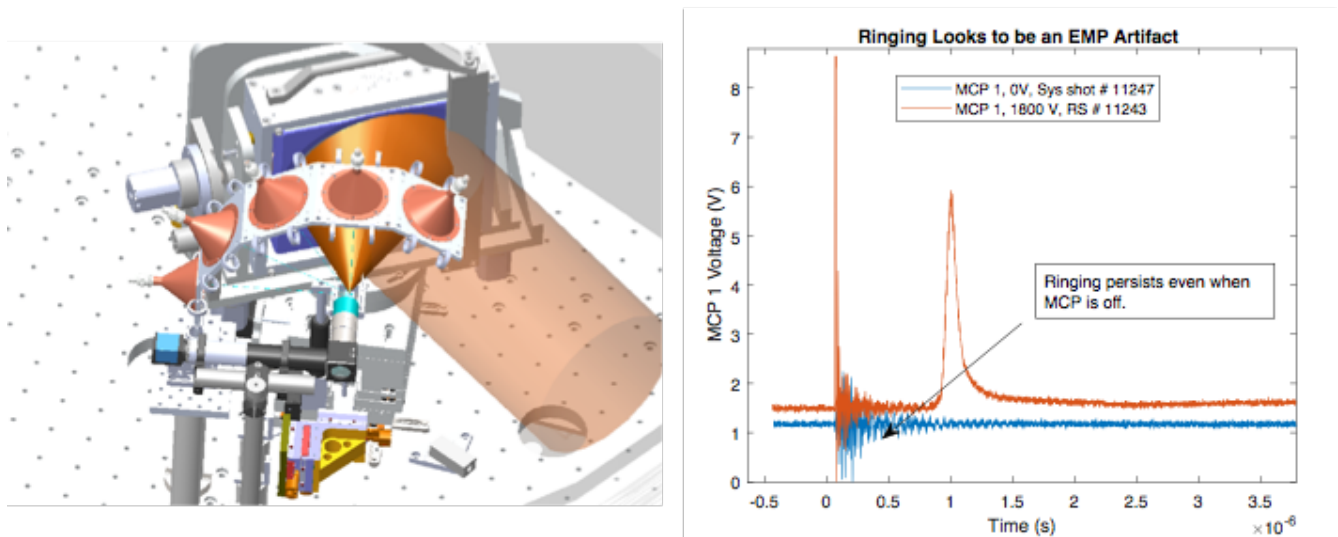 Ringing Looks to be an EMP Artifact
MCP 1, 0V, Sys shot # 11247
MCP 1, 1800 V, RS # 11243
Ringing persists even when
MCP is off.
MCP 1 Voltage (V)
8
7
6
5
4
3
2
1
0
-0.5 0 0.5 1 1.5 2 2.5 3 3.5
Time (s)
×10⁻⁶